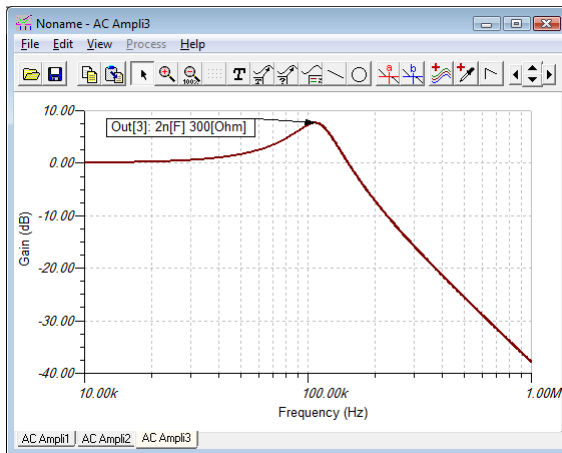 Noname - AC Ampli3
File Edit View Process Help
100%
T
a
b
10.00
Out[3]: 2n[F] 300[Ohm]
0.00
-10.00
-20.00
-30.00
-40.00
Gain (dB)
10.00k 100.00k 1.00M
Frequency (Hz)
AC Ampli1 AC Ampli2 AC Ampli3